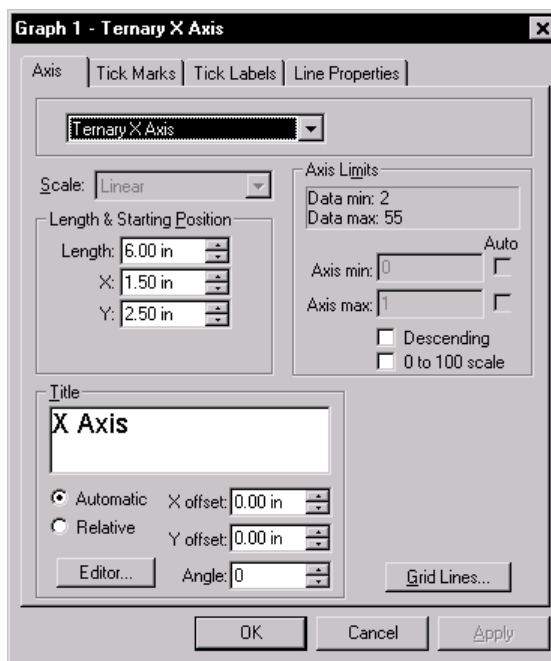 Graph 1 - Ternary X Axis
Axis
Tick Marks
Tick Labels
Line Properties
Ternary X Axis
Scale: Linear
Length & Starting Position
Length: 6.00 in
X: 1.50 in
Y: 2.50 in
Axis Limits
Data min: 2
Data max: 55
Auto
Axis min: 0
Axis max: 1
Descending
0 to 100 scale
Title
X Axis
Automatic
Relative
X offset: 0.00 in
Y offset: 0.00 in
Editor...
Angle: 0
Grid Lines...
OK
Cancel
Apply